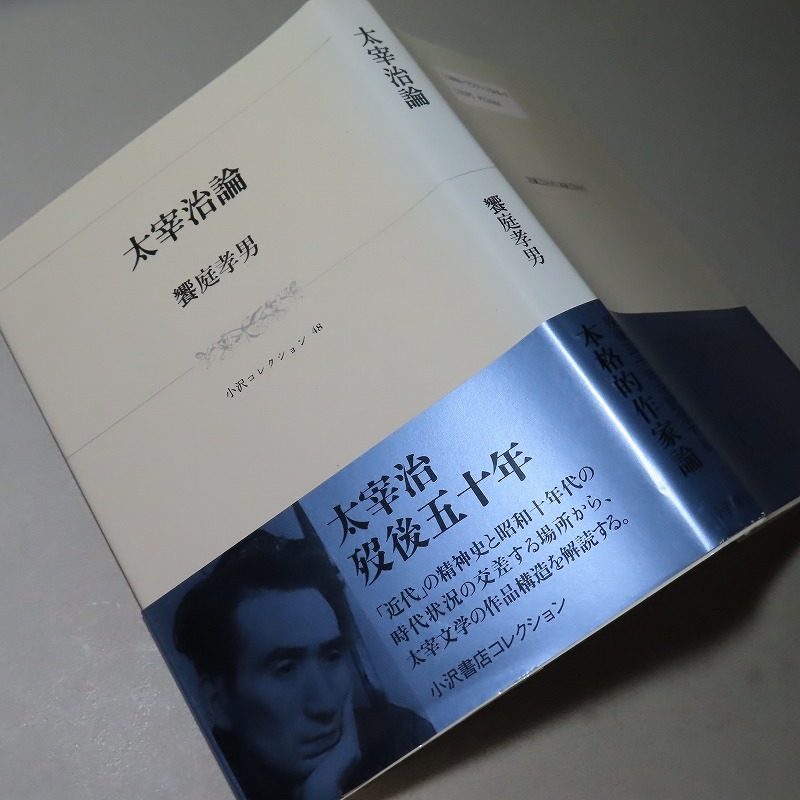 太宰治論
饗庭孝男
小沢コレクション 48
太宰治
歿後五十年
「近代」の精神史と昭和十年代の
時代状況の交差する場所から、
太宰文学の作品構造を解読する。
小沢書店コレクション
太宰治論
饗庭孝男
本格的作家論